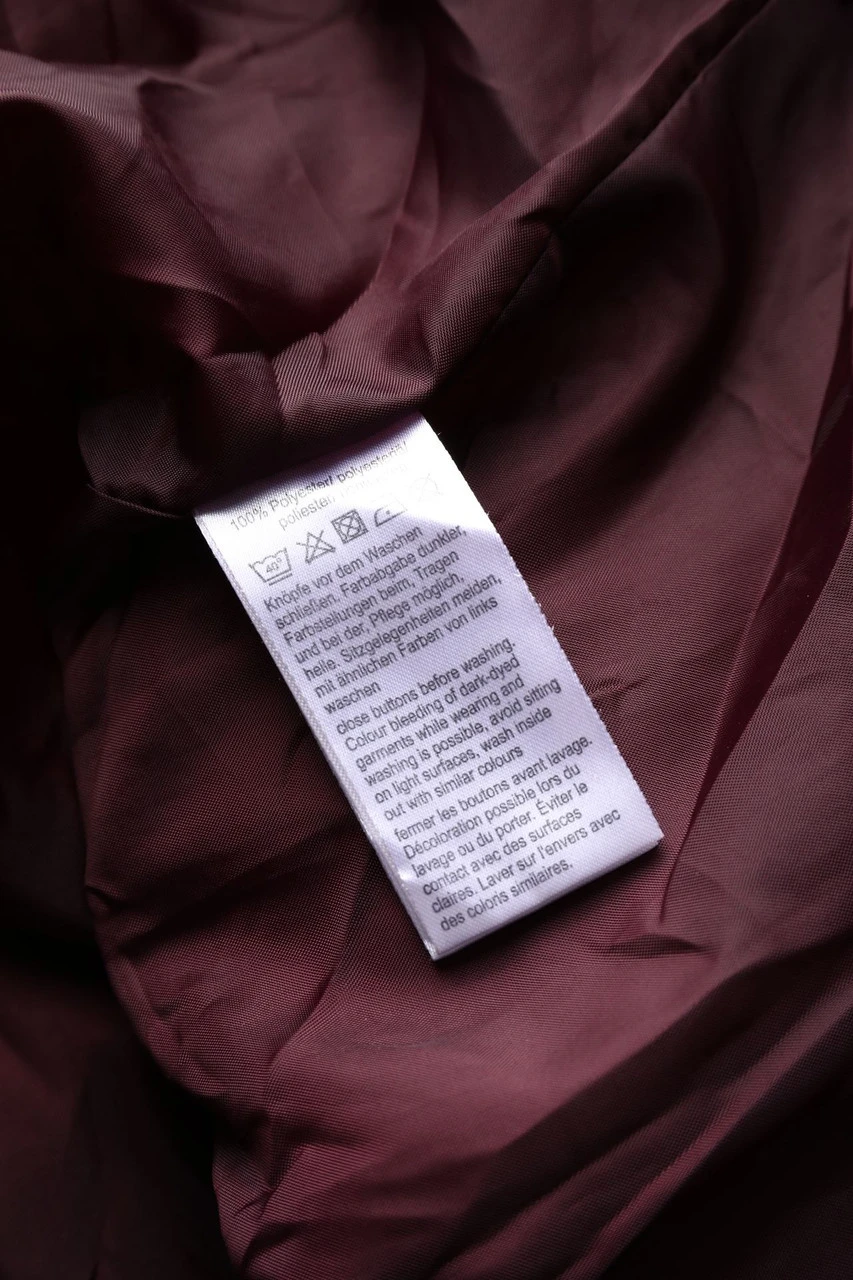 100% Polyester/ polyester/
poliester/
40°
Knöpfe vor dem Waschen
schließen. Farbabgabe dunkler,
Farbstellungen beim, Tragen
und bei der, Pflege möglich,
helle. Sitzgelegenheiten meiden,
mit ähnlichen Farben von links
waschen
close buttons before washing.
Colour bleeding of dark-dyed
garments while wearing and
washing is possible, avoid sitting
on light surfaces, wash inside
out with similar colours
fermer les boutons avant lavage.
Décoloration possible lors du
lavage ou du porter. Éviter le
contact avec des surfaces
claires. Laver sur l'envers avec
des coloris similaires.